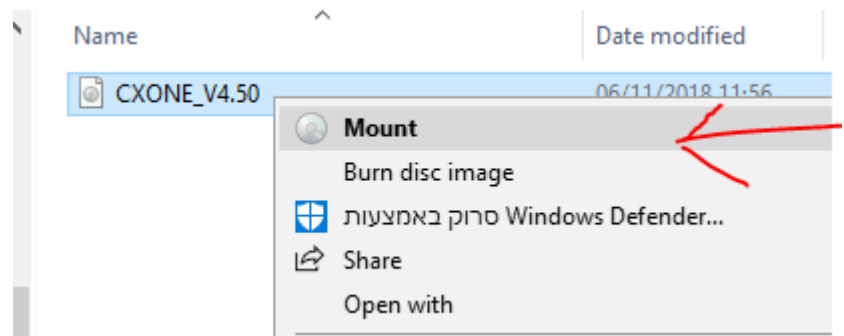 Name Date modified
CXONE_V4.50 06/11/2018 11:56
Mount
Burn disc image
סרוק באמצעות Windows Defender...
Share
Open with